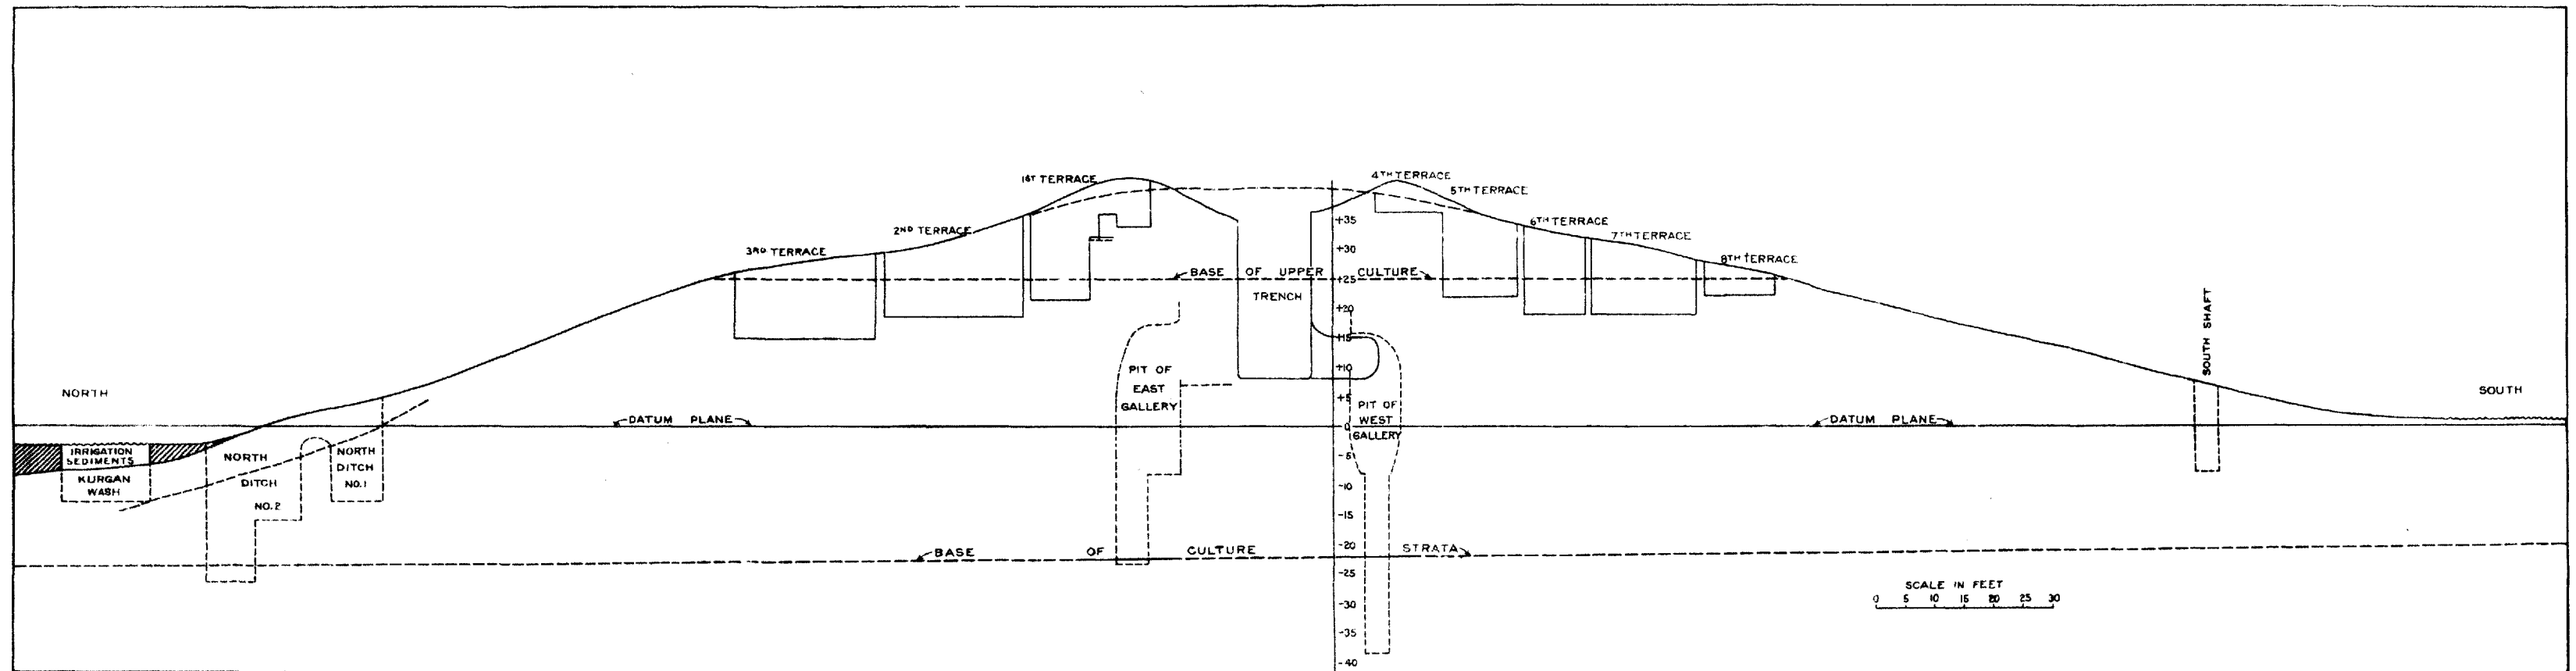 1ST TERRACE
4TH TERRACE
5TH TERRACE
2ND TERRACE
6TH TERRACE
3RD TERRACE
7TH TERRACE
8TH TERRACE
BASE OF UPPER CULTURE
TRENCH
+35
+30
+25
+20
+15
+10
+5
0
-5
-10
-15
-20
-25
-30
-35
-40
SOUTH SHAFT
NORTH
SOUTH
PIT OF
EAST
GALLERY
PIT OF
WEST
GALLERY
DATUM PLANE
DATUM PLANE
IRRIGATION
SEDIMENTS
KURGAN
WASH
NORTH
DITCH
NO.2
NORTH
DITCH
NO.1
BASE OF CULTURE STRATA
SCALE IN FEET
0 5 10 15 20 25 30